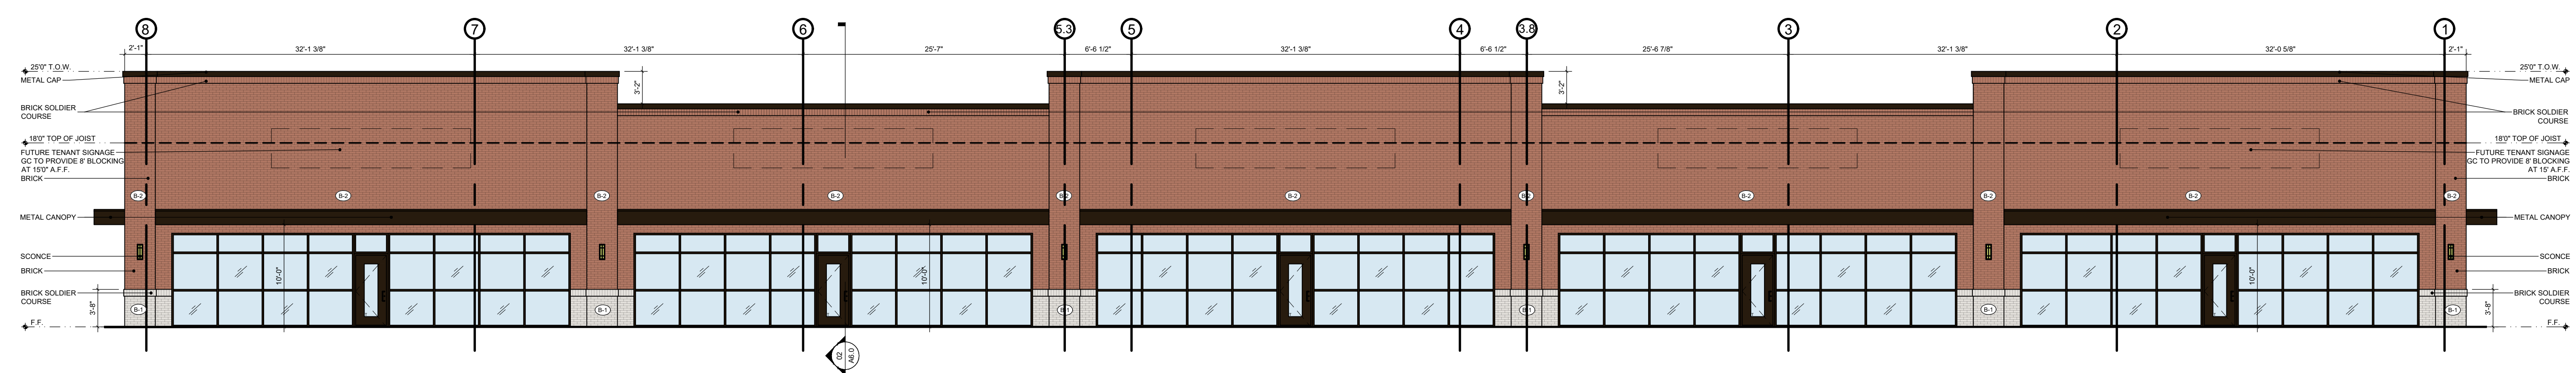 8 7 6 5.3 5 4 3.8 3 2 1
2'-1" 32'-1 3/8" 32'-1 3/8" 25'-7" 6'-6 1/2" 32'-1 3/8" 6'-6 1/2" 25'-6 7/8" 32'-1 3/8" 32'-0 5/8" 2'-1"
25'0" T.O.W. 25'0" T.O.W.
METAL CAP METAL CAP
3'-2" 3'-2"
BRICK SOLDIER BRICK SOLDIER
COURSE COURSE
18'0" TOP OF JOIST 18'0" TOP OF JOIST
FUTURE TENANT SIGNAGE FUTURE TENANT SIGNAGE
GC TO PROVIDE 8' BLOCKING GC TO PROVIDE 8' BLOCKING
AT 15'0" A.F.F. AT 15' A.F.F.
BRICK BRICK
B-2 B-2 B-2 B-2 B-2 B-2 B-2 B-2 B-2 B-2 B-2
METAL CANOPY METAL CANOPY
SCONCE SCONCE
BRICK BRICK
10'-0" 10'-0" 10'-0"
BRICK SOLDIER BRICK SOLDIER
COURSE COURSE
3'-8" 3'-8"
B-1 B-1 B-1 B-1 B-1 B-1
F.F. F.F.
02
A6.0